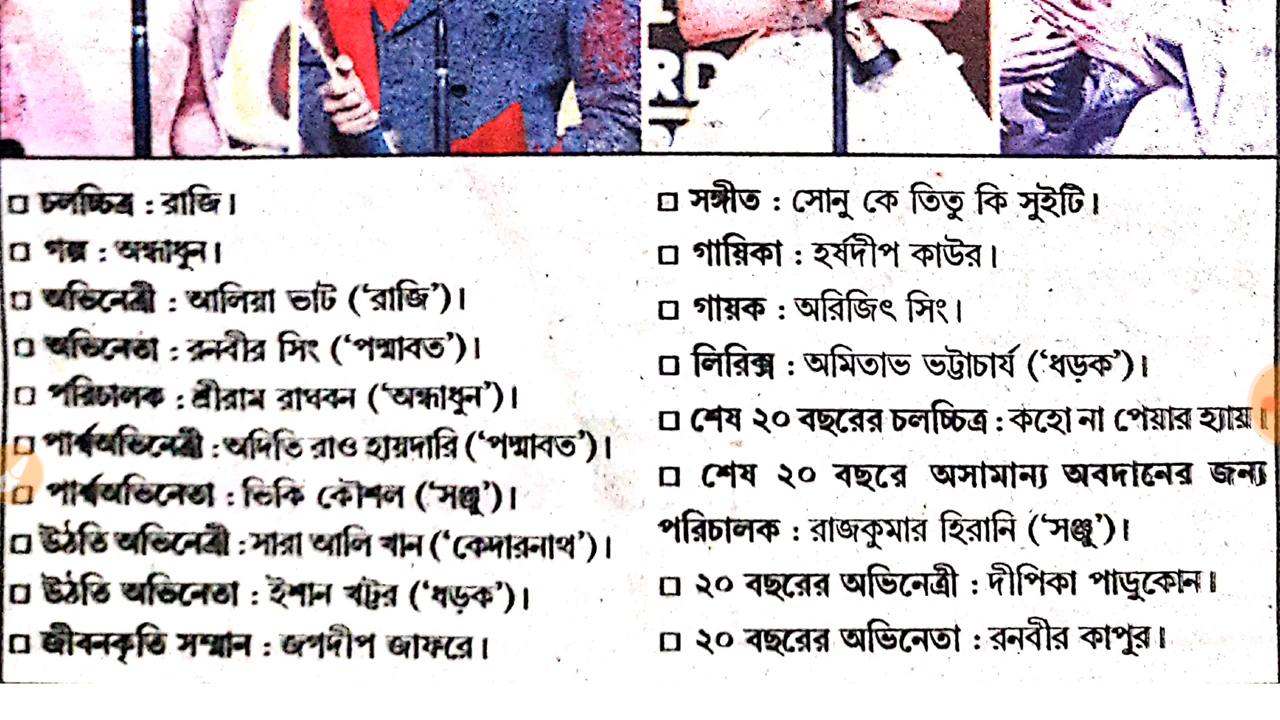 RD
□ চলচ্চিত্র : রাজি।
□ গল্প : অন্ধাধুন।
□ অভিনেত্রী : আলিয়া ভাট ('রাজি')।
□ অভিনেতা : রনবীর সিং ('পদ্মাবত')।
□ পরিচালক : শ্রীরাম রাঘবন ('অন্ধাধুন')।
□ পার্শ্বঅভিনেত্রী : অদিতি রাও হায়দারি ('পদ্মাবত')।
□ পার্শ্বঅভিনেতা : ভিকি কৌশল ('সঞ্জু')।
□ উঠতি অভিনেত্রী : সারা আলি খান ('কেদারনাথ')।
□ উঠতি অভিনেতা : ইশান খট্টর ('ধড়ক')।
□ জীবনকৃতি সম্মান : জগদীপ জাফরে।
□ সঙ্গীত : সোনু কে তিতু কি সুইটি।
□ গায়িকা : হর্ষদীপ কাউর।
□ গায়ক : অরিজিৎ সিং।
□ লিরিক্স : অমিতাভ ভট্টাচার্য ('ধড়ক')।
□ শেষ ২০ বছরের চলচ্চিত্র : কহো না পেয়ার হ্যায়।
□ শেষ ২০ বছরে অসামান্য অবদানের জন্য
পরিচালক : রাজকুমার হিরানি ('সঞ্জু')।
□ ২০ বছরের অভিনেত্রী : দীপিকা পাডুকোন।
□ ২০ বছরের অভিনেতা : রনবীর কাপুর।